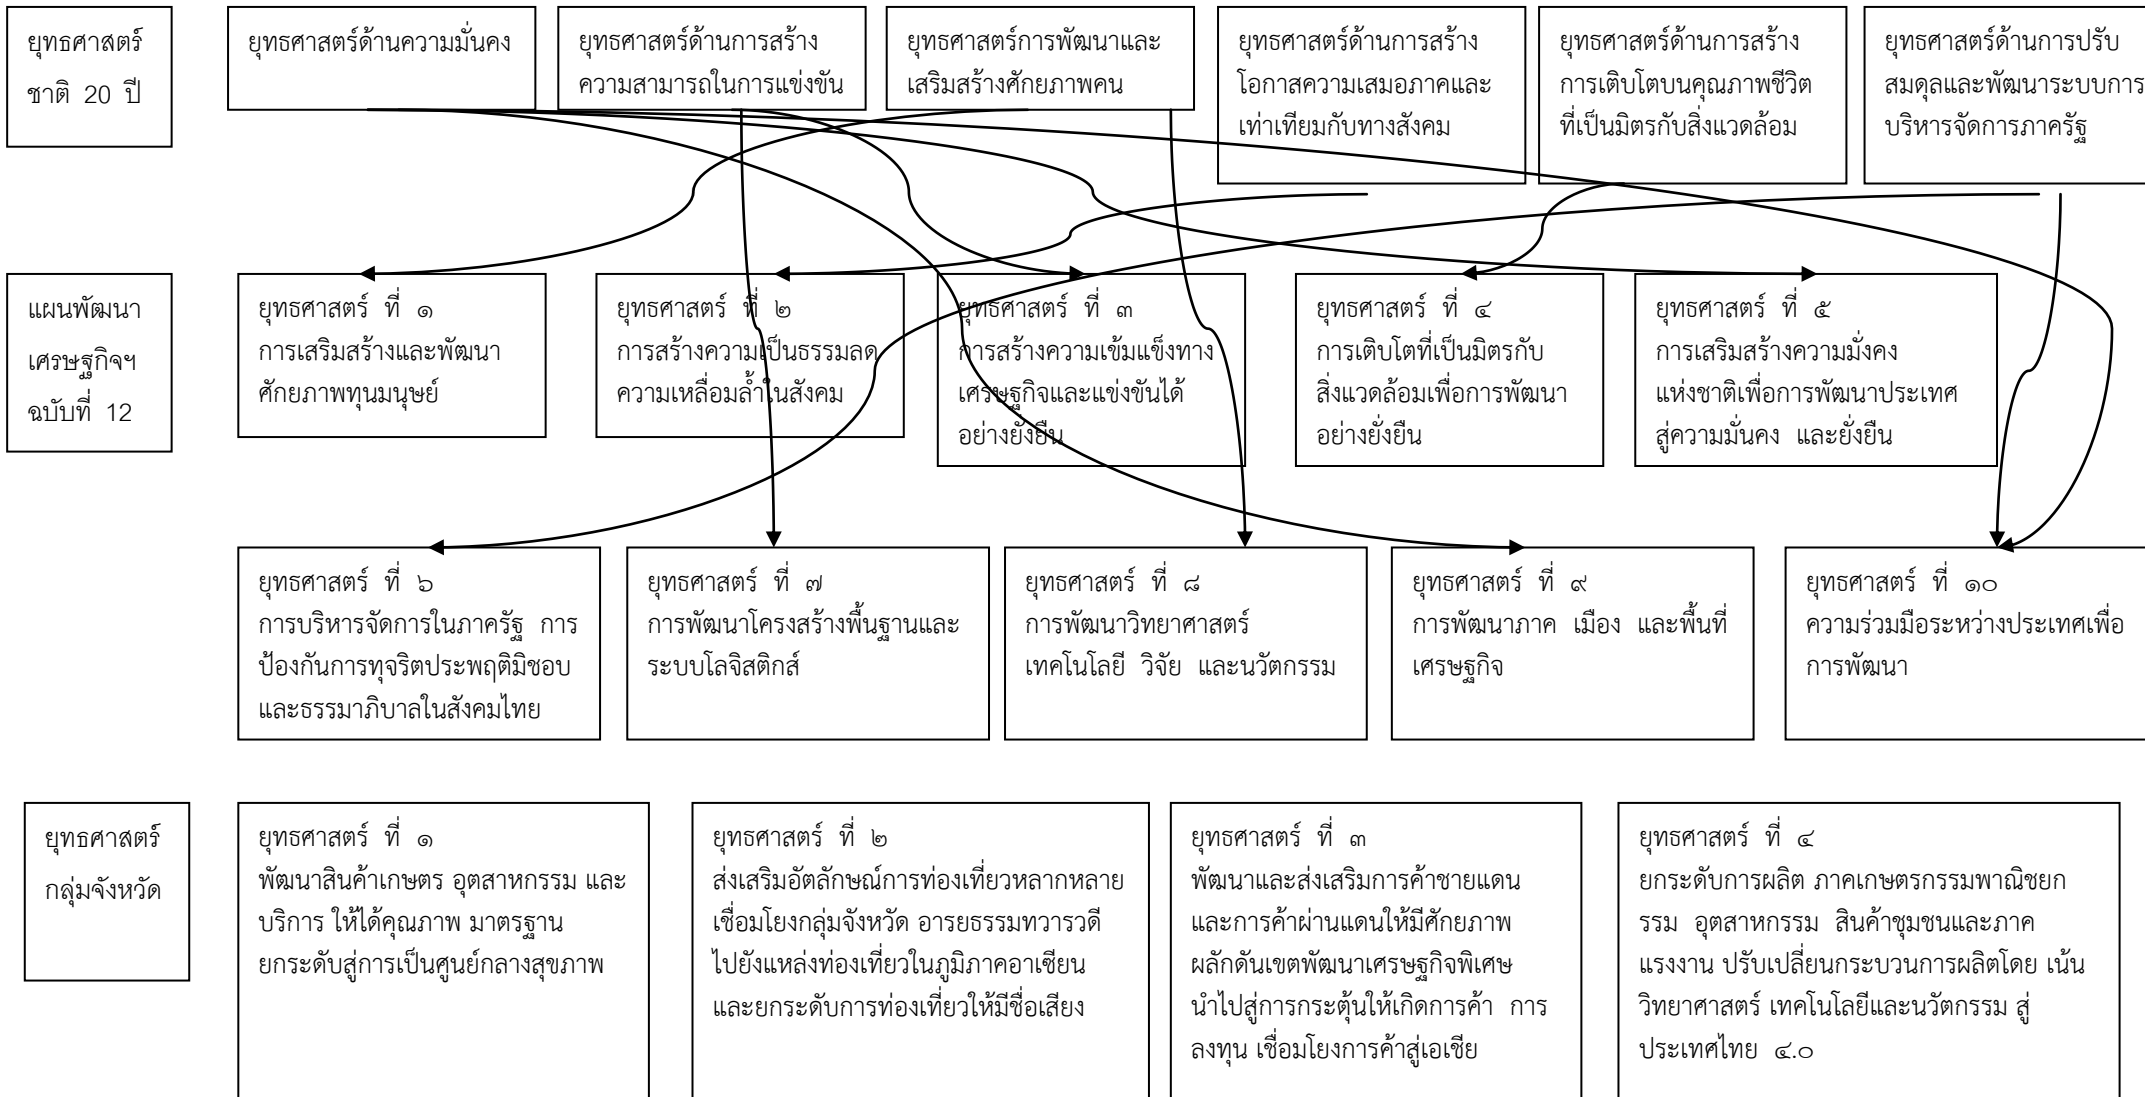 ยุทธศาสตร์
ชาติ 20 ปี
ยุทธศาสตร์ด้านความมั่นคง
ยุทธศาสตร์ด้านการสร้าง
ความสามารถในการแข่งขัน
ยุทธศาสตร์การพัฒนาและ
เสริมสร้างศักยภาพคน
ยุทธศาสตร์ด้านการสร้าง
โอกาสความเสมอภาคและ
เท่าเทียมกับทางสังคม
ยุทธศาสตร์ด้านการสร้าง
การเติบโตบนคุณภาพชีวิต
ที่เป็นมิตรกับสิ่งแวดล้อม
ยุทธศาสตร์ด้านการปรับ
สมดุลและพัฒนาระบบการ
บริหารจัดการภาครัฐ
แผนพัฒนา
เศรษฐกิจฯ
ฉบับที่ 12
ยุทธศาสตร์ ที่ ๑
การเสริมสร้างและพัฒนา
ศักยภาพทุนมนุษย์
ยุทธศาสตร์ ที่ ๒
การสร้างความเป็นธรรมลด
ความเหลื่อมล้ำในสังคม
ยุทธศาสตร์ ที่ ๓
การสร้างความเข้มแข็งทาง
เศรษฐกิจและแข่งขันได้
อย่างยั่งยืน
ยุทธศาสตร์ ที่ ๔
การเติบโตที่เป็นมิตรกับ
สิ่งแวดล้อมเพื่อการพัฒนา
อย่างยั่งยืน
ยุทธศาสตร์ ที่ ๕
การเสริมสร้างความมั่งคง
แห่งชาติเพื่อการพัฒนาประเทศ
สู่ความมั่นคง และยั่งยืน
ยุทธศาสตร์ ที่ ๖
การบริหารจัดการในภาครัฐ การ
ป้องกันการทุจริตประพฤติมิชอบ
และธรรมาภิบาลในสังคมไทย
ยุทธศาสตร์ ที่ ๗
การพัฒนาโครงสร้างพื้นฐานและ
ระบบโลจิสติกส์
ยุทธศาสตร์ ที่ ๘
การพัฒนาวิทยาศาสตร์
เทคโนโลยี วิจัย และนวัตกรรม
ยุทธศาสตร์ ที่ ๙
การพัฒนาภาค เมือง และพื้นที่
เศรษฐกิจ
ยุทธศาสตร์ ที่ ๑๐
ความร่วมมือระหว่างประเทศเพื่อ
การพัฒนา
ยุทธศาสตร์
กลุ่มจังหวัด
ยุทธศาสตร์ ที่ ๑
พัฒนาสินค้าเกษตร อุตสาหกรรม และ
บริการ ให้ได้คุณภาพ มาตรฐาน
ยกระดับสู่การเป็นศูนย์กลางสุขภาพ
ยุทธศาสตร์ ที่ ๒
ส่งเสริมอัตลักษณ์การท่องเที่ยวหลากหลาย
เชื่อมโยงกลุ่มจังหวัด อารยธรรมทวารวดี
ไปยังแหล่งท่องเที่ยวในภูมิภาคอาเซียน
และยกระดับการท่องเที่ยวให้มีชื่อเสียง
ยุทธศาสตร์ ที่ ๓
พัฒนาและส่งเสริมการค้าชายแดน
และการค้าผ่านแดนให้มีศักยภาพ
ผลักดันเขตพัฒนาเศรษฐกิจพิเศษ
นำไปสู่การกระตุ้นให้เกิดการค้า การ
ลงทุน เชื่อมโยงการค้าสู่เอเชีย
ยุทธศาสตร์ ที่ ๔
ยกระดับการผลิต ภาคเกษตรกรรมพาณิชยก
รรม อุตสาหกรรม สินค้าชุมชนและภาค
แรงงาน ปรับเปลี่ยนกระบวนการผลิตโดย เน้น
วิทยาศาสตร์ เทคโนโลยีและนวัตกรรม สู่
ประเทศไทย ๔.๐